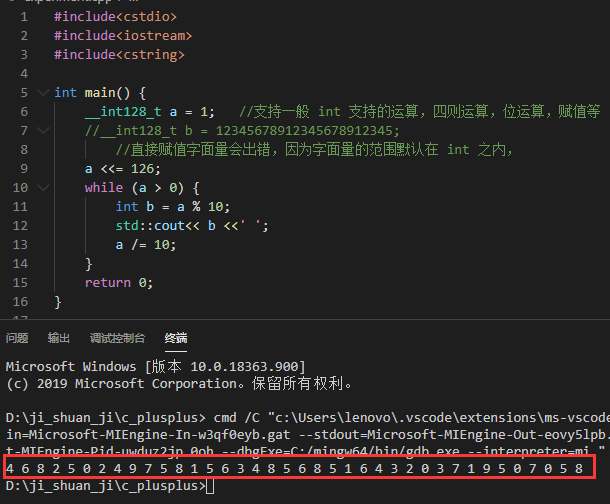 1 #include<cstdio>
2 #include<iostream>
3 #include<cstring>
4
5 int main() {
6     __int128_t a = 1;   //支持一般 int 支持的运算，四则运算，位运算，赋值等
7     //__int128_t b = 12345678912345678912345;
8         //直接赋值字面量会出错，因为字面量的范围默认在 int 之内，
9     a <<= 126;
10     while (a > 0) {
11         int b = a % 10;
12         std::cout<< b <<' ';
13         a /= 10;
14     }
15     return 0;
16 }
问题 输出 调试控制台 终端
Microsoft Windows [版本 10.0.18363.900]
(c) 2019 Microsoft Corporation。保留所有权利。
D:\ji_shuan_ji\c_plusplus> cmd /C "c:\Users\lenovo\.vscode\extensions\ms-vscode
in=Microsoft-MIEngine-In-w3qf0eyb.gat --stdout=Microsoft-MIEngine-Out-eovy5lpb.
t-MIEngine-Pid-uwduz2jp.0oh --dbgExe=C:/mingw64/bin/gdb.exe --interpreter=mi "
4 6 8 2 5 0 2 4 9 7 5 8 1 5 6 3 4 8 5 6 8 5 1 6 4 3 2 0 3 7 1 9 5 0 7 0 5 8
D:\ji_shuan_ji\c_plusplus>